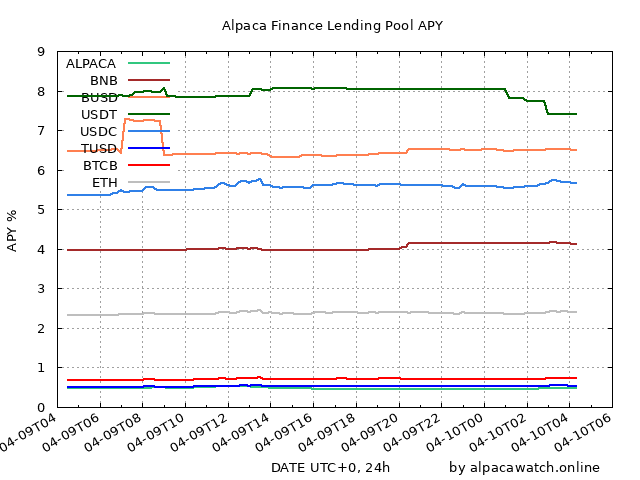 Alpaca Finance Lending Pool APY
9
8
7
6
5
4
3
2
1
0
APY %
ALPACA
BNB
BUSD
USDT
USDC
TUSD
BTCB
ETH
04-09T04
04-09T06
04-09T08
04-09T10
04-09T12
04-09T14
04-09T16
04-09T18
04-09T20
04-09T22
04-10T00
04-10T02
04-10T04
04-10T06
DATE UTC+0, 24h
by alpacawatch.online